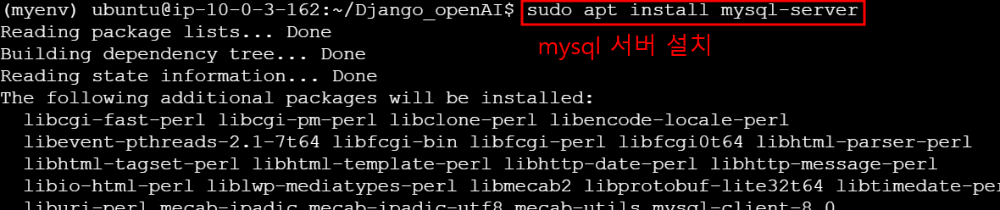 (myenv) ubuntu@ip-10-0-3-162:~/Django_openAI$ sudo apt install mysql-server
Reading package lists... Done
mysql 서버 설치
Building dependency tree... Done
Reading state information... Done
The following additional packages will be installed:
libcgi-fast-perl libcgi-pm-perl libclone-perl libencode-locale-perl
libevent-pthreads-2.1-7t64 libfcgi-bin libfcgi-perl libfcgi0t64 libhtml-parser-perl
libhtml-tagset-perl libhtml-template-perl libhttp-date-perl libhttp-message-perl
libio-html-perl liblwp-mediatypes-perl libmecab2 libprotobuf-lite32t64 libtimedate-per
liburi-perl mecab-ipadic mecab-ipadic-utf8 mecab-utils mysql-client-8.0